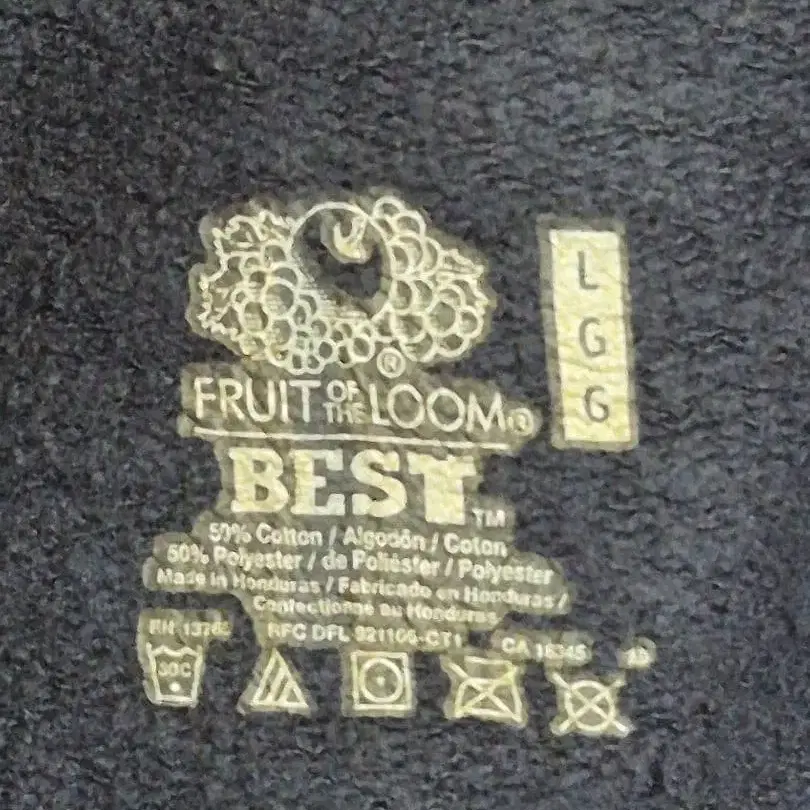 L
G
G
®
FRUIT OF THE LOOM®
BEST™
50% Cotton / Algodón / Coton
50% Polyester / de Poliéster / Polyester
Made in Honduras / Fabricado en Honduras /
Confectionné au Honduras
RN 13765 RFC DFL 921106-CT1 CA 16345
30C